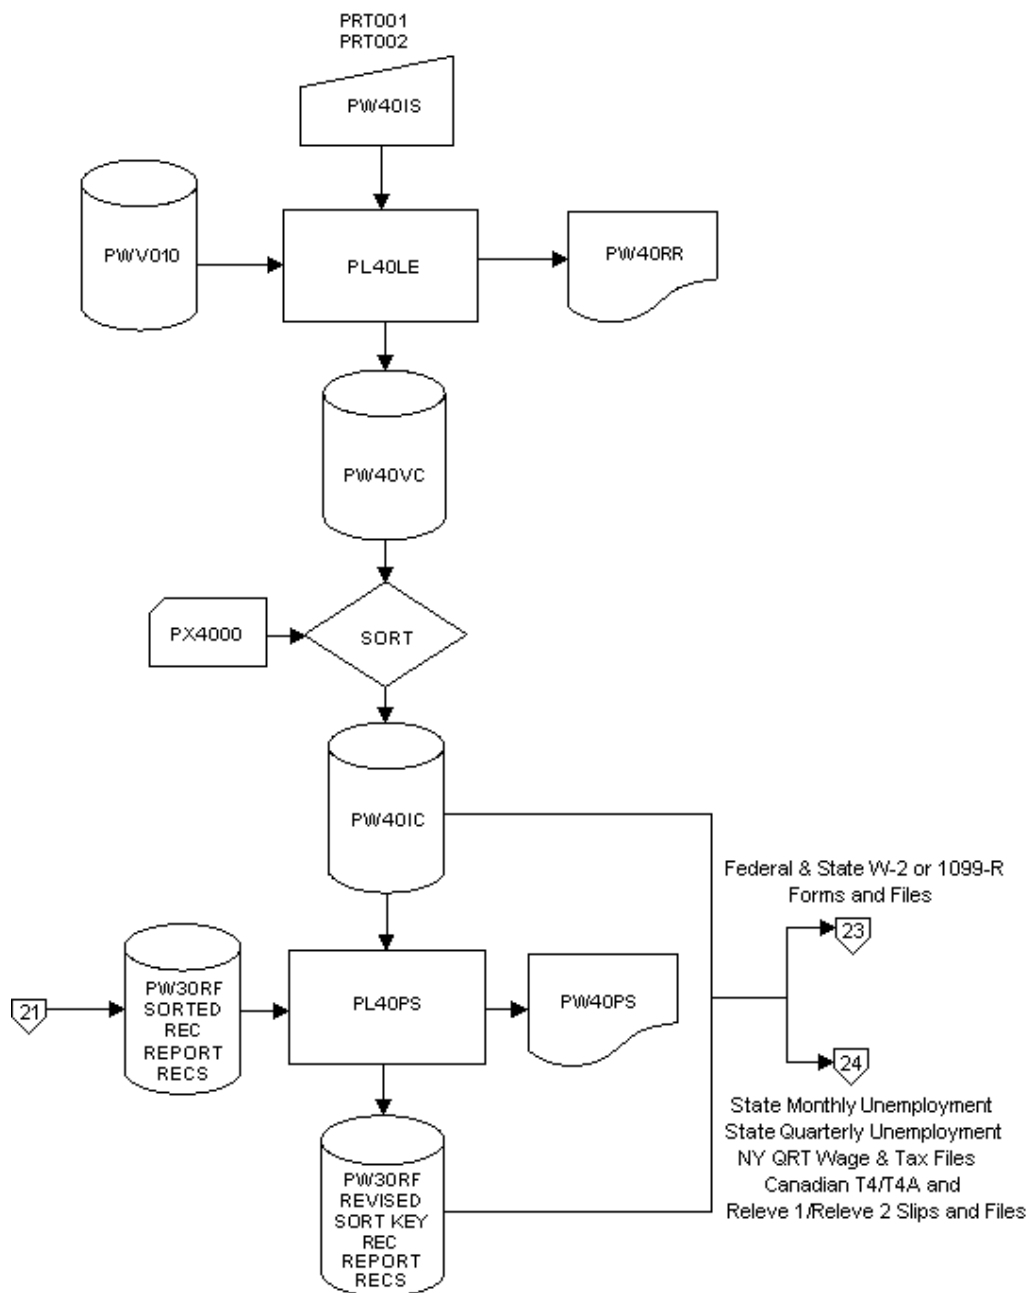 PRT001
PRT002
PW40IS
PWV010
PL40LE
PW40RR
PW40VC
PX4000
SORT
PW40IC
Federal & State W-2 or 1099-R
Forms and Files
23
21
PW30RF
SORTED
REC
REPORT
RECS
PL40PS
PW40PS
24
State Monthly Unemployment
State Quarterly Unemployment
NY QRT Wage & Tax Files
Canadian T4/T4A and
Releve 1/Releve 2 Slips and Files
PW30RF
REVISED
SORT KEY
REC
REPORT
RECS